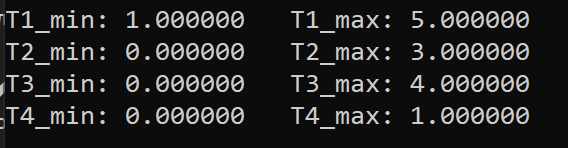 T1_min: 1.000000   T1_max: 5.000000
T2_min: 0.000000   T2_max: 3.000000
T3_min: 0.000000   T3_max: 4.000000
T4_min: 0.000000   T4_max: 1.000000